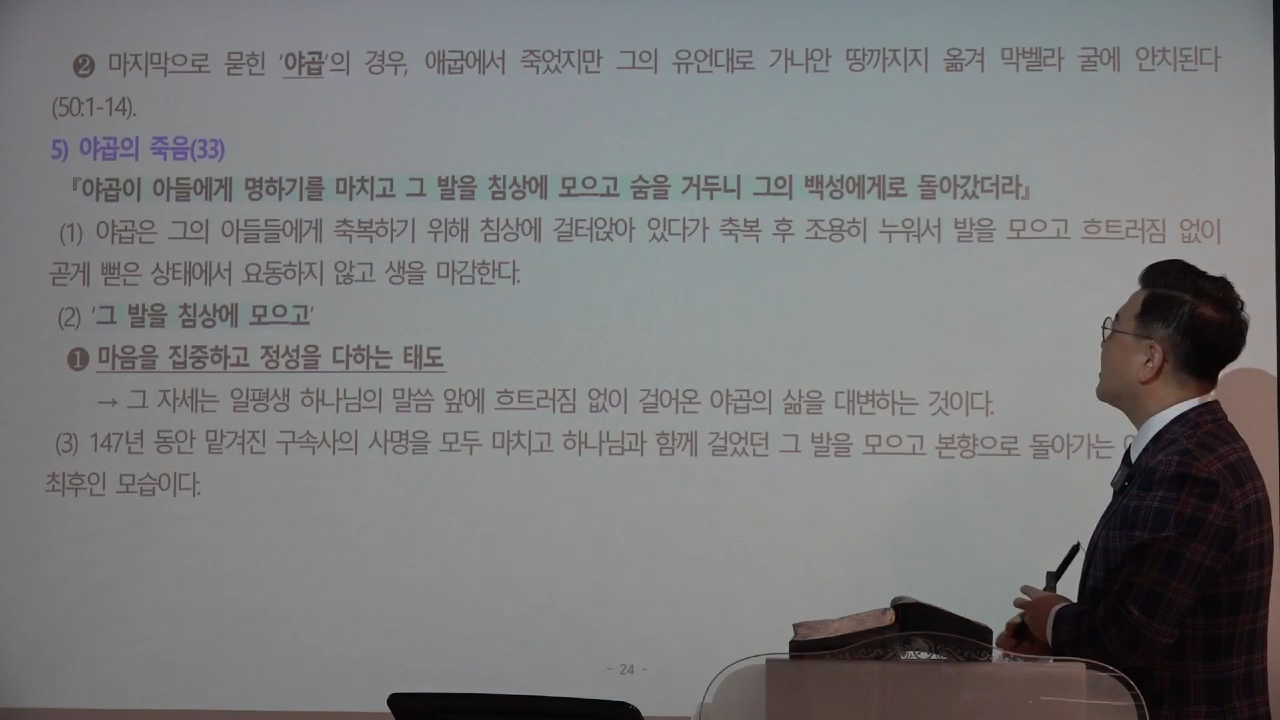 ❷ 마지막으로 묻힌 '야곱'의 경우, 애굽에서 죽었지만 그의 유언대로 가나안 땅까지지 옮겨 막벨라 굴에 안치된다
(50:1-14).
5) 야곱의 죽음(33)
『야곱이 아들에게 명하기를 마치고 그 발을 침상에 모으고 숨을 거두니 그의 백성에게로 돌아갔더라』
(1) 야곱은 그의 아들들에게 축복하기 위해 침상에 걸터앉아 있다가 축복 후 조용히 누워서 발을 모으고 흐트러짐 없이
곧게 뻗은 상태에서 요동하지 않고 생을 마감한다.
(2) '그 발을 침상에 모으고'
❶ 마음을 집중하고 정성을 다하는 태도
→ 그 자세는 일평생 하나님의 말씀 앞에 흐트러짐 없이 걸어온 야곱의 삶을 대변하는 것이다.
(3) 147년 동안 맡겨진 구속사의 사명을 모두 마치고 하나님과 함께 걸었던 그 발을 모으고 본향으로 돌아가는
최후인 모습이다.
- 24 -